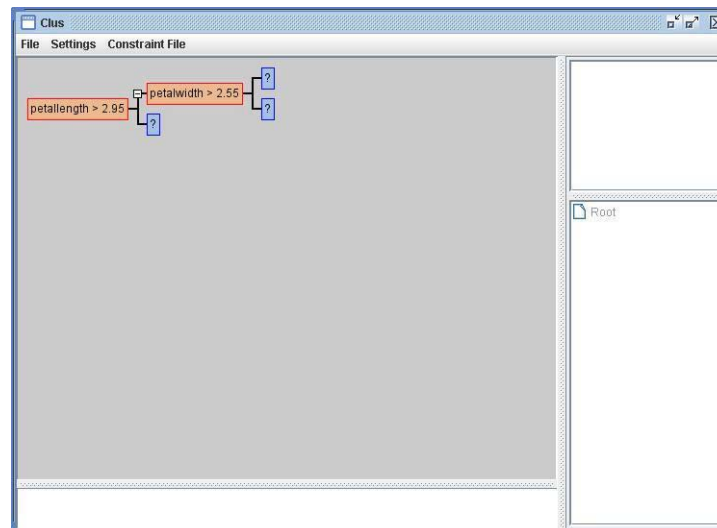 Clus
File Settings Constraint File
?
petalwidth > 2.55
petallength > 2.95
?
?
Root